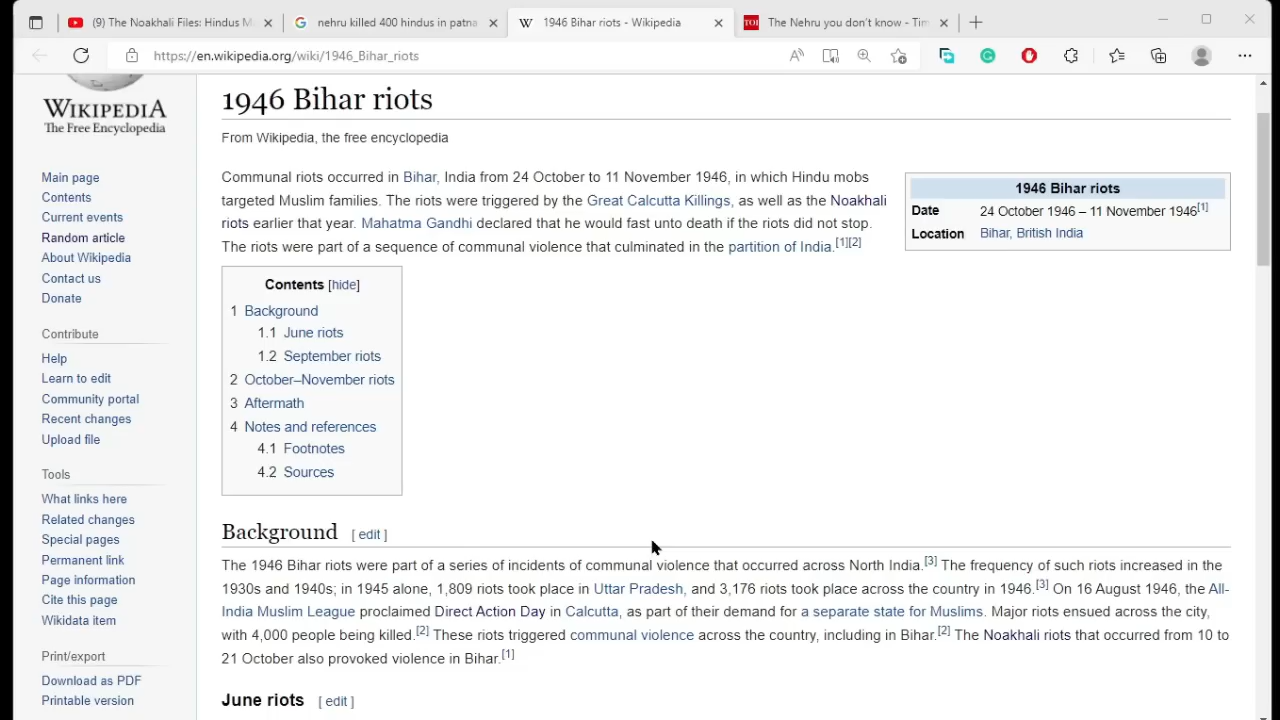 (9) The Noakhali Files: Hindus M
nehru killed 400 hindus in patna
1946 Bihar riots - Wikipedia
TOI The Nehru you don't know - Tim
https://en.wikipedia.org/wiki/1946_Bihar_riots
WIKIPEDIA
The Free Encyclopedia
Main page
Contents
Current events
Random article
About Wikipedia
Contact us
Donate
Contribute
Help
Learn to edit
Community portal
Recent changes
Upload file
Tools
What links here
Related changes
Special pages
Permanent link
Page information
Cite this page
Wikidata item
Print/export
Download as PDF
Printable version
1946 Bihar riots
From Wikipedia, the free encyclopedia
Communal riots occurred in Bihar, India from 24 October to 11 November 1946, in which Hindu mobs
targeted Muslim families. The riots were triggered by the Great Calcutta Killings, as well as the Noakhali
riots earlier that year. Mahatma Gandhi declared that he would fast unto death if the riots did not stop.
The riots were part of a sequence of communal violence that culminated in the partition of India.[1][2]
1946 Bihar riots
Date 24 October 1946 – 11 November 1946[1]
Location Bihar, British India
Contents [hide]
1 Background
1.1 June riots
1.2 September riots
2 October–November riots
3 Aftermath
4 Notes and references
4.1 Footnotes
4.2 Sources
Background [ edit ]
The 1946 Bihar riots were part of a series of incidents of communal violence that occurred across North India.[3] The frequency of such riots increased in the
1930s and 1940s; in 1945 alone, 1,809 riots took place in Uttar Pradesh, and 3,176 riots took place across the country in 1946.[3] On 16 August 1946, the All-
India Muslim League proclaimed Direct Action Day in Calcutta, as part of their demand for a separate state for Muslims. Major riots ensued across the city,
with 4,000 people being killed.[2] These riots triggered communal violence across the country, including in Bihar.[2] The Noakhali riots that occurred from 10 to
21 October also provoked violence in Bihar.[1]
June riots [ edit ]